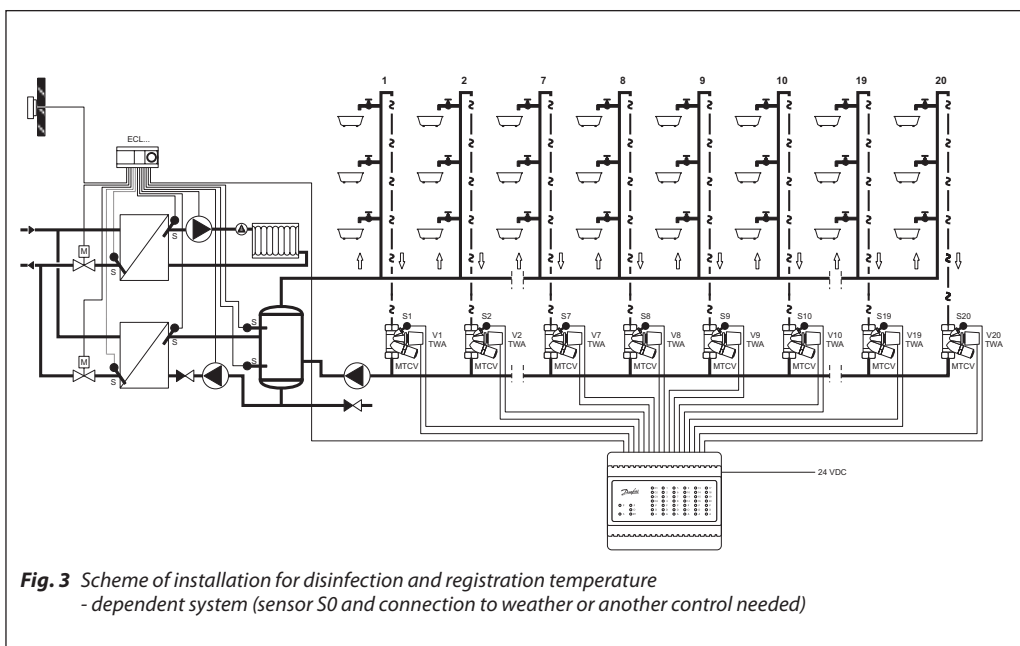 1 2 7 8 9 10 19 20
ECL...
M
S
S
S
M
S
S
S
S1 S2 S7 S8 S9 S10 S19 S20
V1 V2 V7 V8 V9 V10 V19 V20
TWA TWA TWA TWA TWA TWA TWA TWA
MTCV MTCV MTCV MTCV MTCV MTCV MTCV MTCV
24 VDC
Danfoss
Fig. 3 Scheme of installation for disinfection and registration temperature
- dependent system (sensor S0 and connection to weather or another control needed)